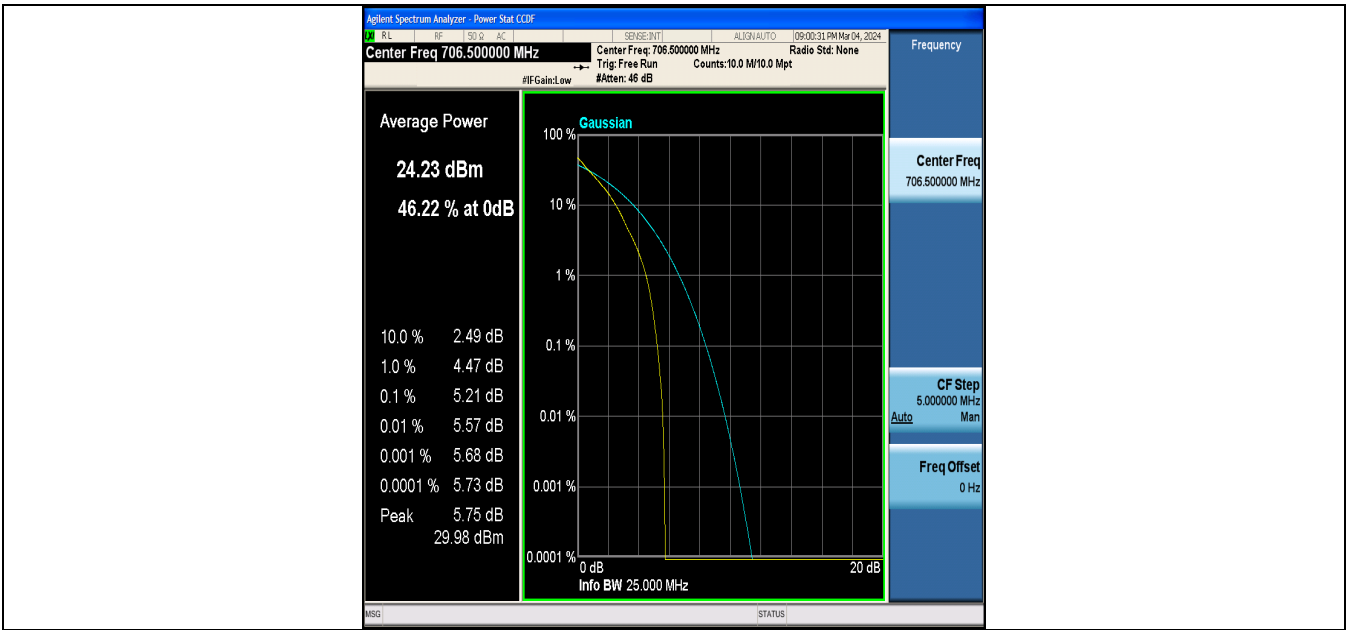 Agilent Spectrum Analyzer - Power Stat CCDF
LXI RL RF 50 Ω AC SENSE:INT ALIGN AUTO 09:00:31 PM Mar 04, 2024
Center Freq 706.500000 MHz
Center Freq: 706.500000 MHz Radio Std: None
Trig: Free Run Counts:10.0 M/10.0 Mpt
#IFGain:Low #Atten: 46 dB
Average Power
24.23 dBm
46.22 % at 0dB
10.0 % 2.49 dB
1.0 % 4.47 dB
0.1 % 5.21 dB
0.01 % 5.57 dB
0.001 % 5.68 dB
0.0001 % 5.73 dB
Peak 5.75 dB
29.98 dBm
Gaussian
100 %
10 %
1 %
0.1 %
0.01 %
0.001 %
0.0001 %
0 dB 20 dB
Info BW 25.000 MHz
Frequency
Center Freq
706.500000 MHz
CF Step
5.000000 MHz
Auto Man
Freq Offset
0 Hz
MSG STATUS